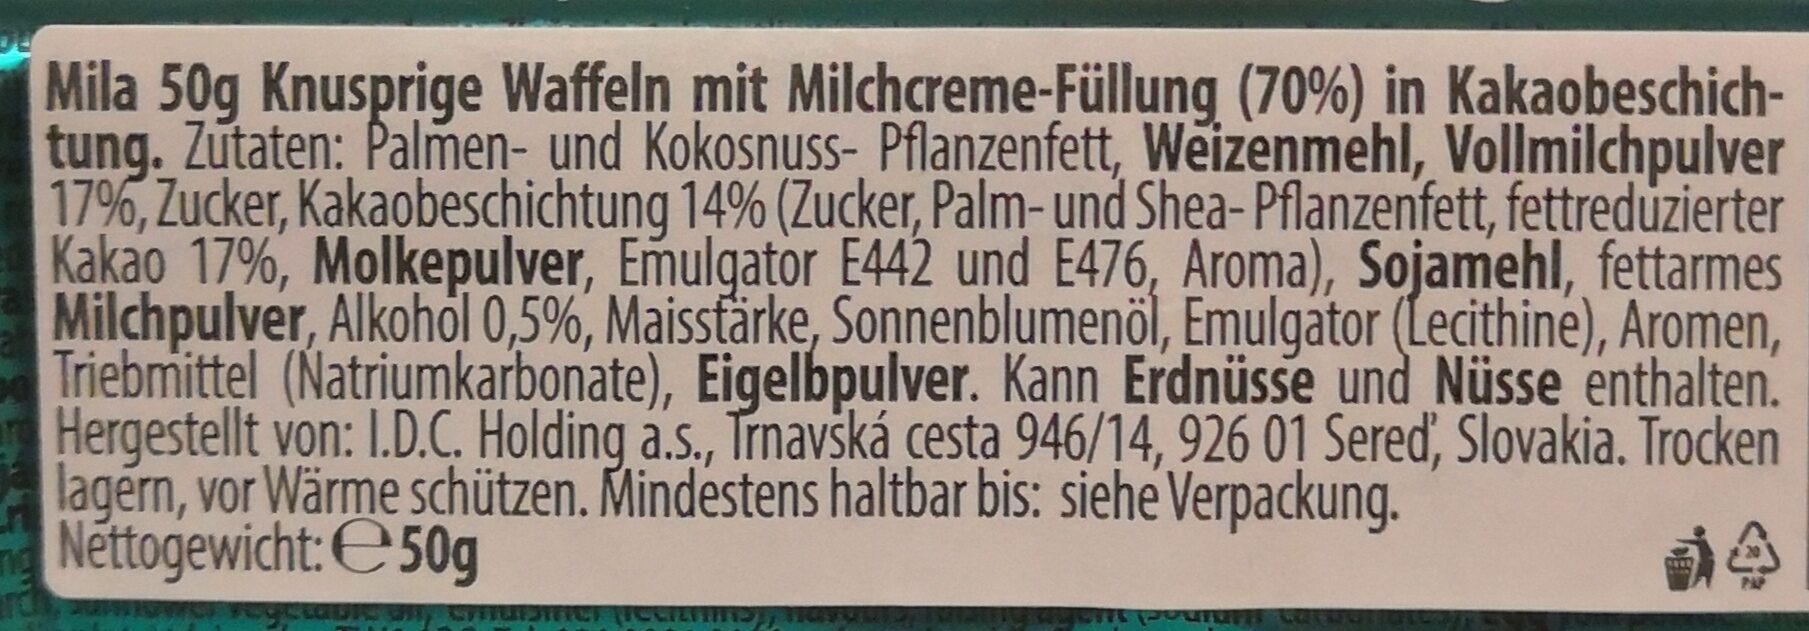 Mila 50g Knusprige Waffeln mit Milchcreme-Füllung (70%) in Kakaobeschich-
tung. Zutaten: Palmen- und Kokosnuss- Pflanzenfett, Weizenmehl, Vollmilchpulver
17%, Zucker, Kakaobeschichtung 14% (Zucker, Palm- und Shea- Pflanzenfett, fettreduzierter
Kakao 17%, Molkepulver, Emulgator E442 und E476, Aroma), Sojamehl, fettarmes
Milchpulver, Alkohol 0,5%, Maisstärke, Sonnenblumenöl, Emulgator (Lecithine), Aromen,
Triebmittel (Natriumkarbonate), Eigelbpulver. Kann Erdnüsse und Nüsse enthalten.
Hergestellt von: I.D.C. Holding a.s., Trnavská cesta 946/14, 926 01 Sereď, Slovakia. Trocken
lagern, vor Wärme schützen. Mindestens haltbar bis: siehe Verpackung.
Nettogewicht: ℮ 50g
20
PAP